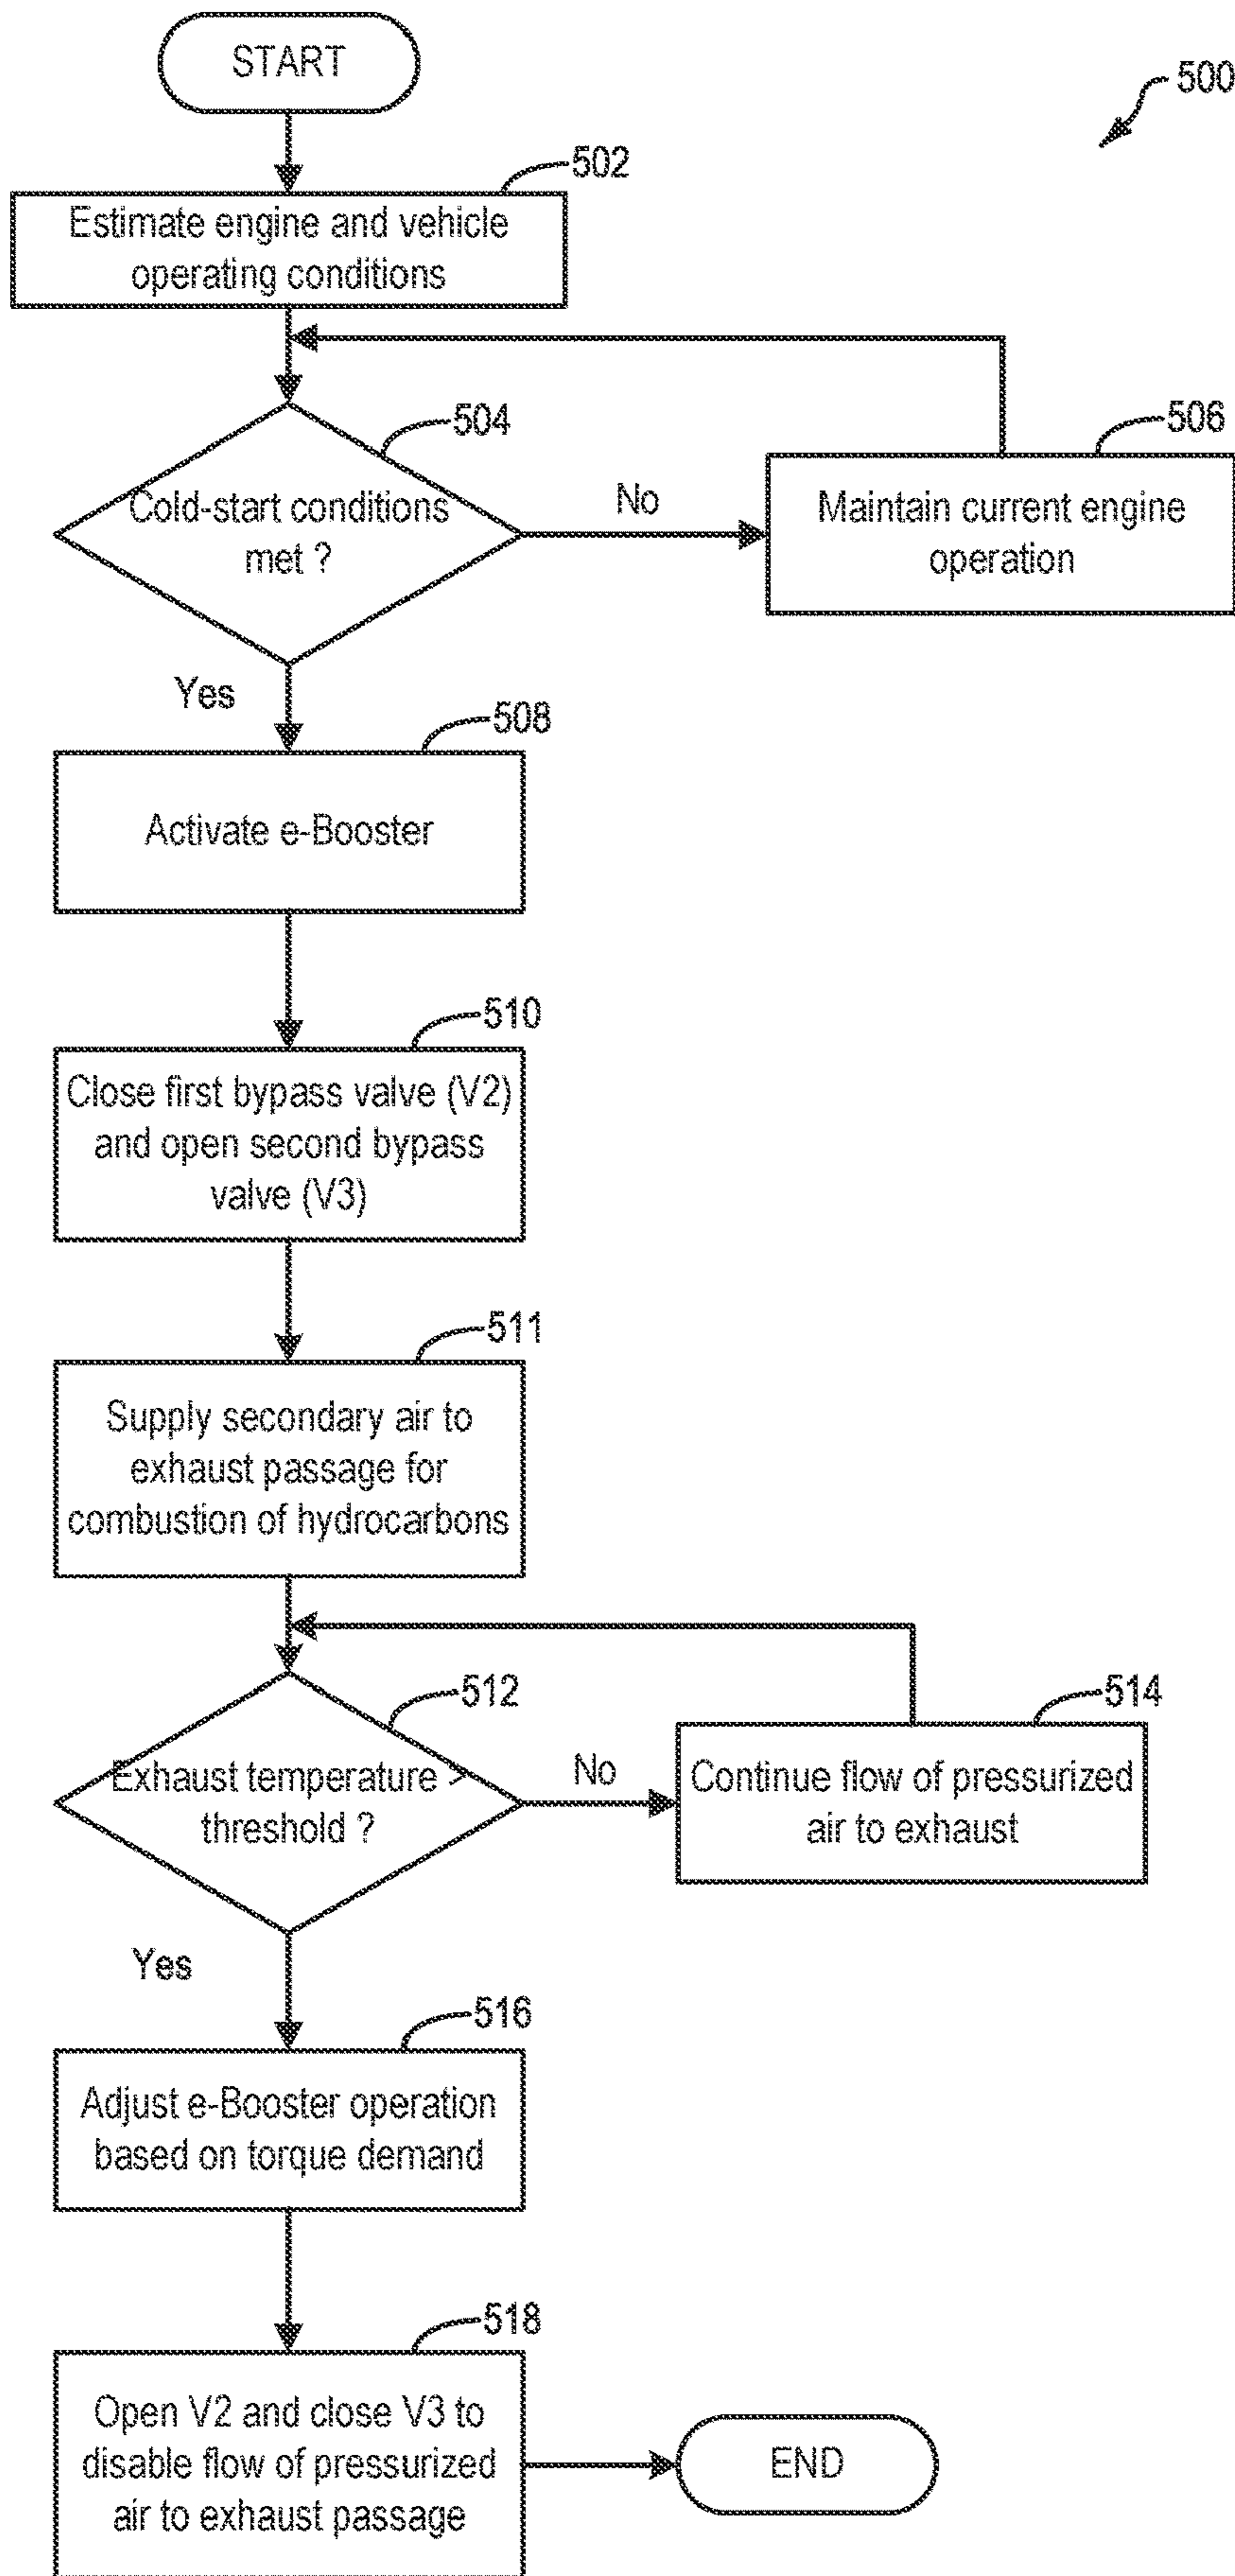 START
500
502
Estimate engine and vehicle
operating conditions
504
506
Cold-start conditions
met ?
No
Maintain current engine
operation
Yes
508
Activate e-Booster
510
Close first bypass valve (V2)
and open second bypass
valve (V3)
511
Supply secondary air to
exhaust passage for
combustion of hydrocarbons
512
514
Exhaust temperature >
threshold ?
No
Continue flow of pressurized
air to exhaust
Yes
516
Adjust e-Booster operation
based on torque demand
518
Open V2 and close V3 to
disable flow of pressurized
air to exhaust passage
END